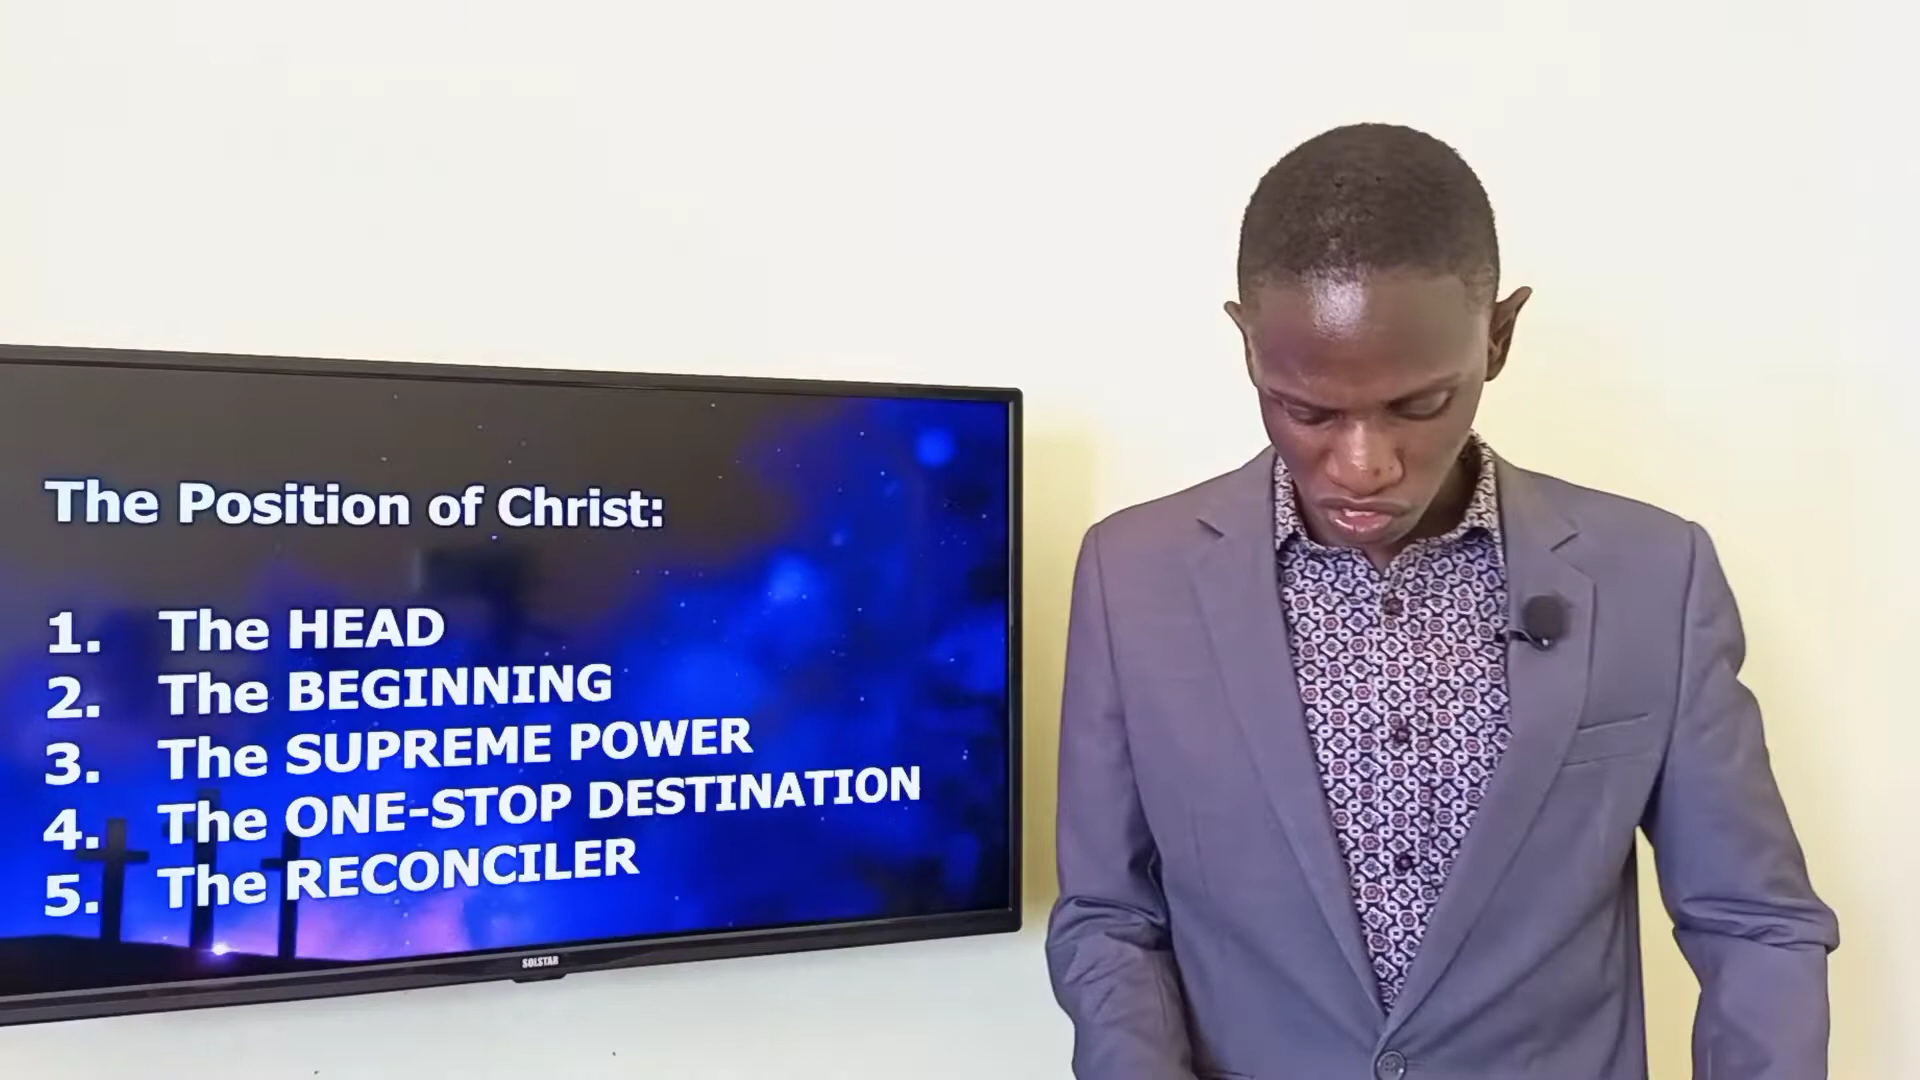 The Position of Christ:
1. The HEAD
2. The BEGINNING
3. The SUPREME POWER
4. The ONE-STOP DESTINATION
5. The RECONCILER
SOLSTAR